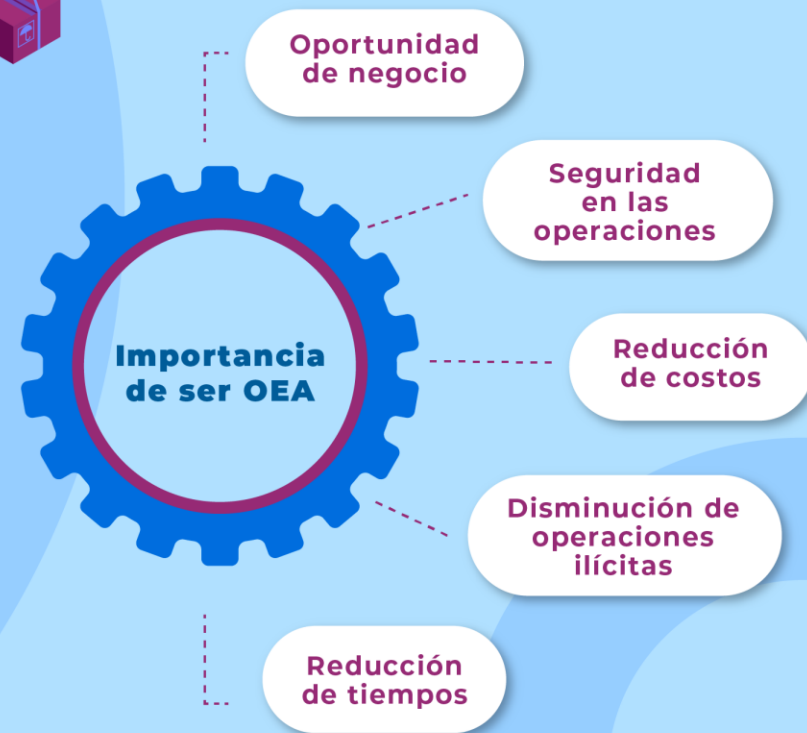 Oportunidad
de negocio
Seguridad
en las
operaciones
Importancia
de ser OEA
Reducción
de costos
Disminución de
operaciones
ilícitas
Reducción
de tiempos